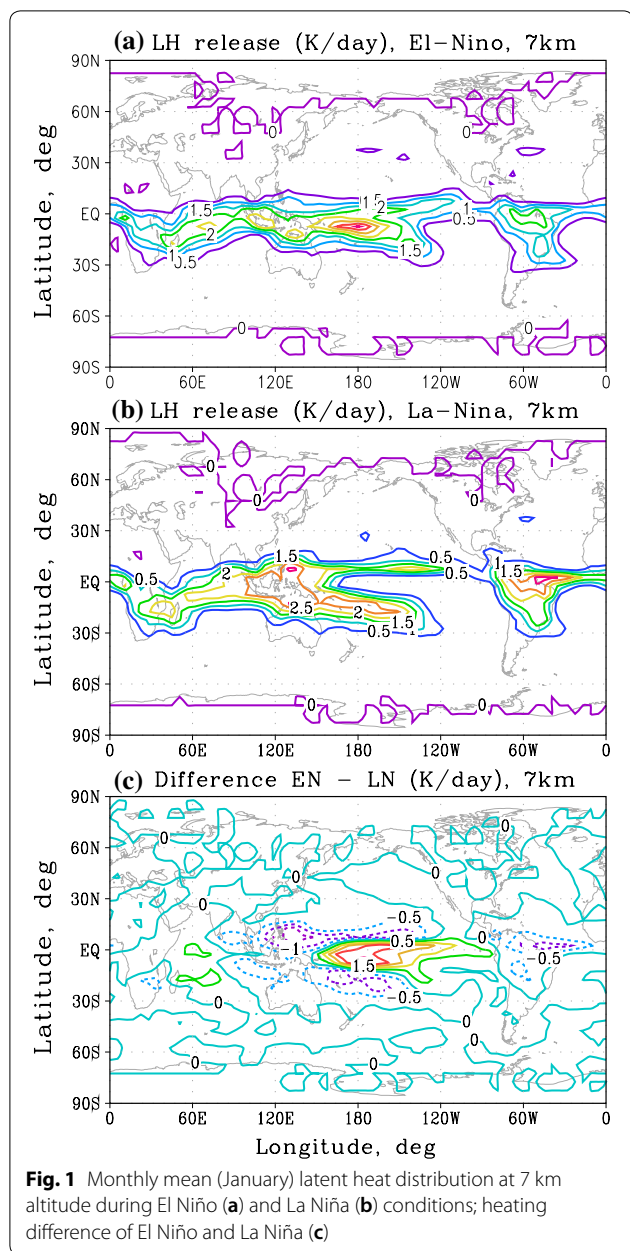 (a) LH release (K/day), El-Nino, 7km
90N
60N
30N
EQ
30S
60S
90S
Latitude, deg
0
0
1.5
1.5
2
1
0.5
2
1
0.5
1
0
0
0 60E 120E 180 120W 60W 0
(b) LH release (K/day), La-Nina, 7km
90N
60N
30N
EQ
30S
60S
90S
Latitude, deg
0
0
0
1.5
0.5
1
1.5
0.5
2
0.5
2.5
2
1.5
0.5
0
0
0 60E 120E 180 120W 60W 0
(c) Difference EN - LN (K/day), 7km
90N
60N
30N
EQ
30S
60S
90S
Latitude, deg
0
0
0
0
0
-0.5
0.5
0
-0.5
-1
1.5
-0.5
0
0
0
0
0
0
0
0 60E 120E 180 120W 60W 0
Longitude, deg
Fig. 1 Monthly mean (January) latent heat distribution at 7 km
altitude during El Niño (a) and La Niña (b) conditions; heating
difference of El Niño and La Niña (c)